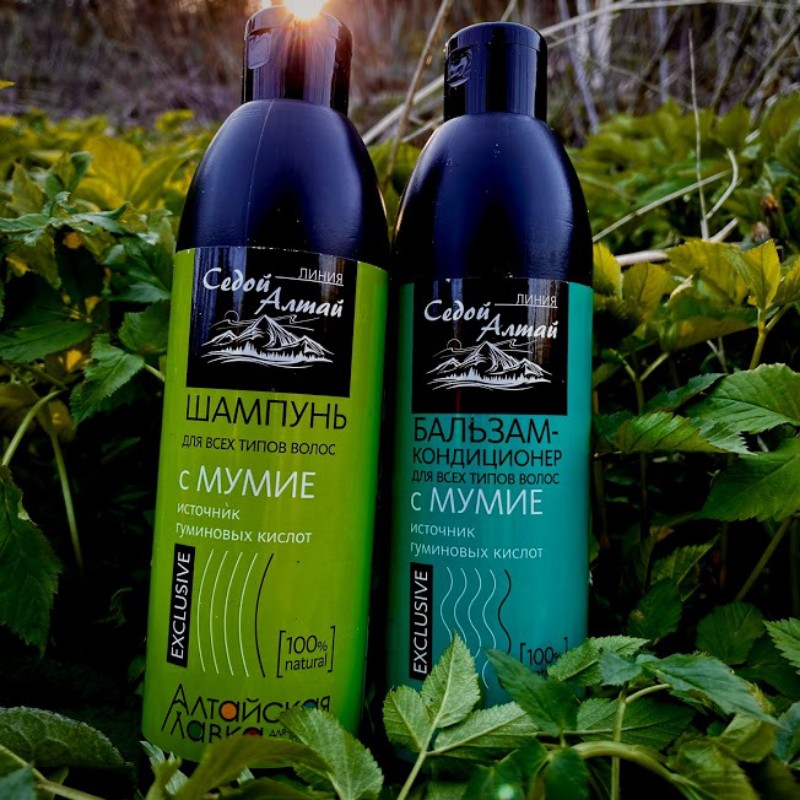 ЛИНИЯ
Седой
Алтай
ШАМПУНЬ
ДЛЯ ВСЕХ ТИПОВ ВОЛОС
с МУМИЕ
источник
гуминовых кислот
EXCLUSIVE
[100%
natural]
АЛТАЙСКАЯ
ЛАВКА
ЛИНИЯ
Седой
Алтай
БАЛЬЗАМ-
КОНДИЦИОНЕР
ДЛЯ ВСЕХ ТИПОВ ВОЛОС
с МУМИЕ
источник
гуминовых кислот
EXCLUSIVE
[100%]